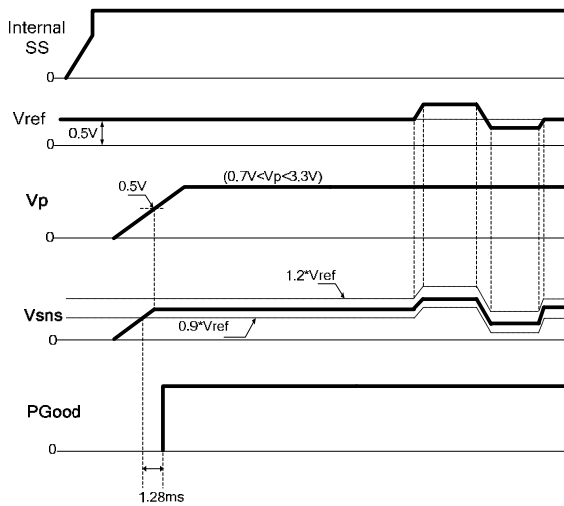 Internal
SS
0
Vref
0.5V
0
0.5V
(0.7V<Vp<3.3V)
Vp
0
1.2*Vref
Vsns
0.9*Vref
0
PGood
0
1.28ms